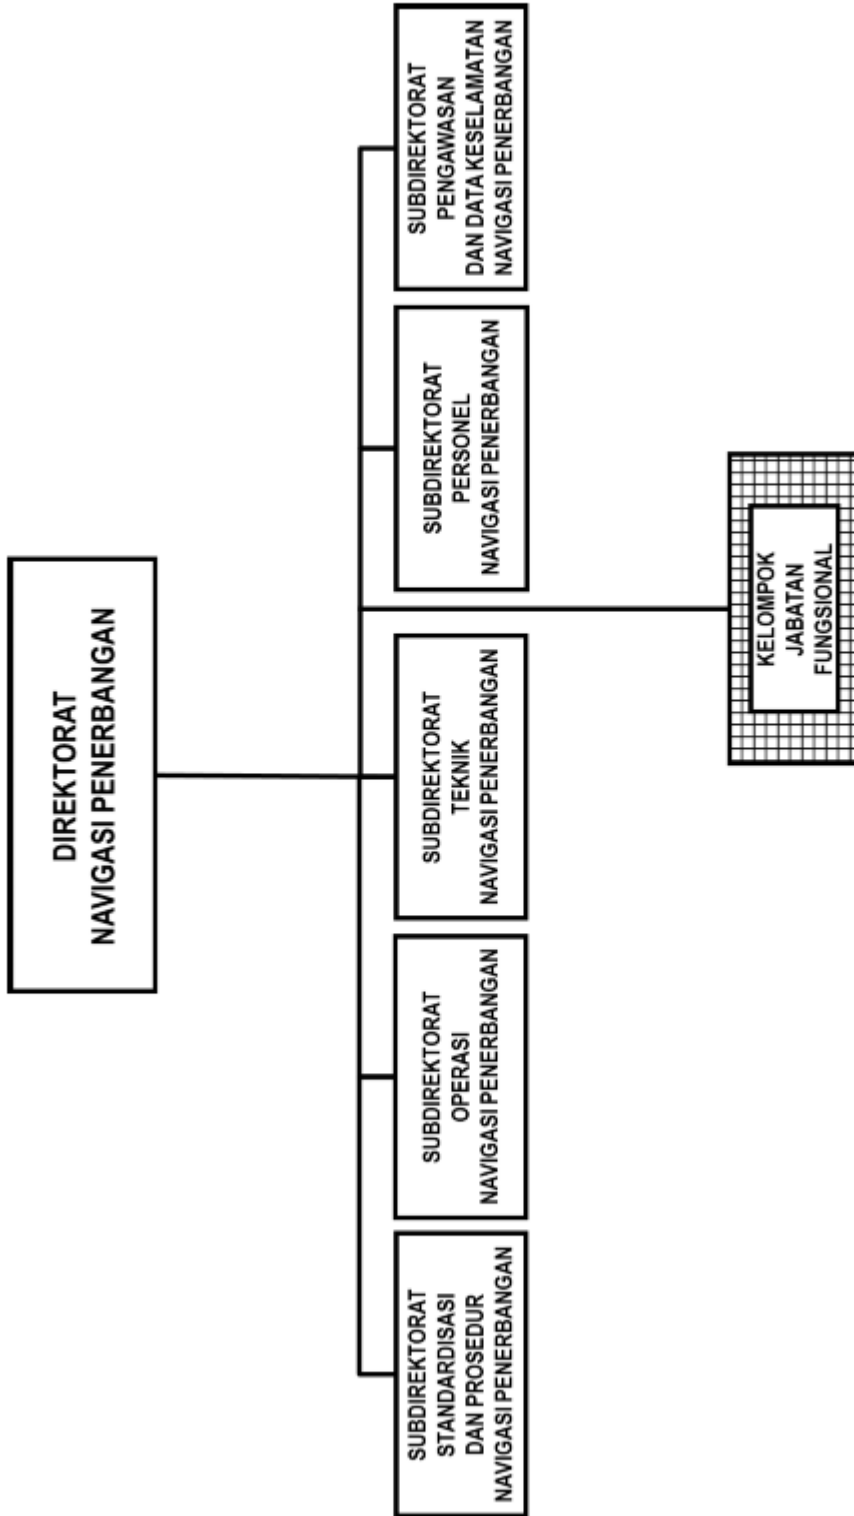 DIREKTORAT
NAVIGASI PENERBANGAN
SUBDIREKTORAT
STANDARDISASI
DAN PROSEDUR
NAVIGASI PENERBANGAN
SUBDIREKTORAT
OPERASI
NAVIGASI PENERBANGAN
SUBDIREKTORAT
TEKNIK
NAVIGASI PENERBANGAN
SUBDIREKTORAT
PERSONEL
NAVIGASI PENERBANGAN
SUBDIREKTORAT
PENGAWASAN
DAN DATA KESELAMATAN
NAVIGASI PENERBANGAN
KELOMPOK
JABATAN
FUNGSIONAL